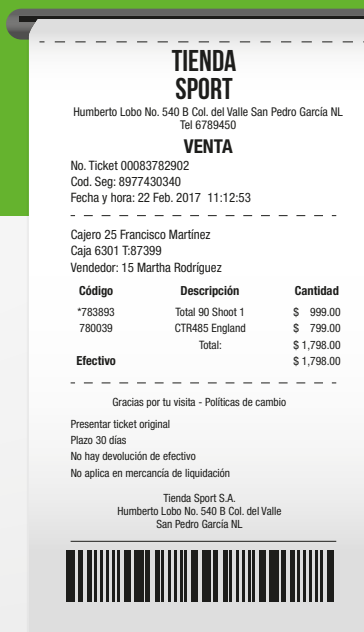 TIENDA
SPORT
Humberto Lobo No. 540 B Col. del Valle San Pedro García NL
Tel 6789450
VENTA
No. Ticket 00083782902
Cod. Seg: 8977430340
Fecha y hora: 22 Feb. 2017 11:12:53
Cajero 25 Francisco Martínez
Caja 6301 T:87399
Vendedor: 15 Martha Rodríguez
Código Descripción Cantidad
*783893 Total 90 Shoot 1 $ 999.00
780039 CTR485 England $ 799.00
Total: $ 1,798.00
Efectivo $ 1,798.00
Gracias por tu visita - Políticas de cambio
Presentar ticket original
Plazo 30 días
No hay devolución de efectivo
No aplica en mercancía de liquidación
Tienda Sport S.A.
Humberto Lobo No. 540 B Col. del Valle
San Pedro García NL